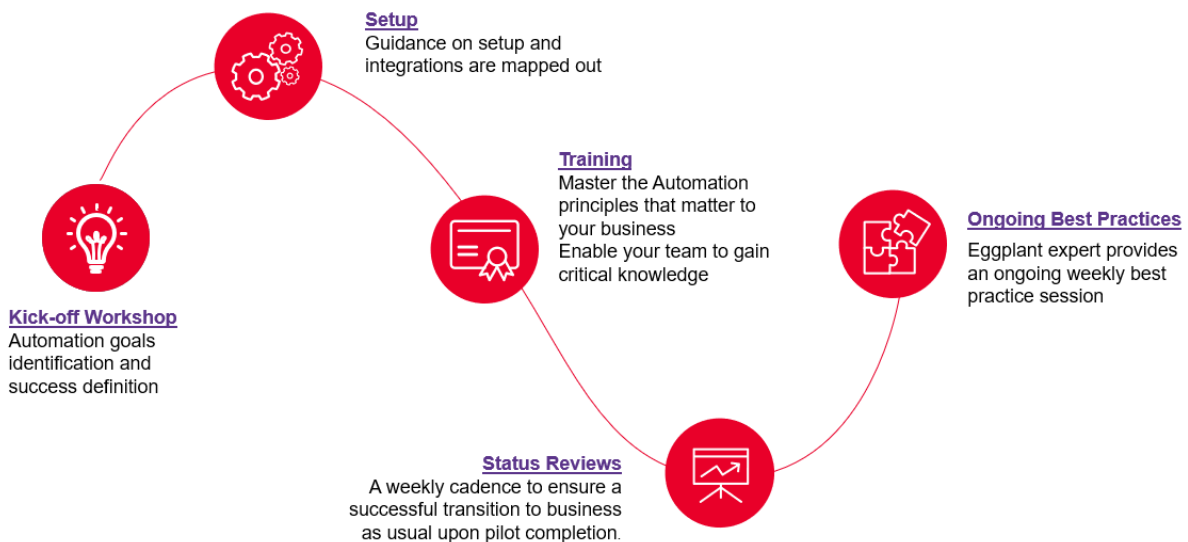 Kick-off Workshop
Automation goals
identification and
success definition
Setup
Guidance on setup and
integrations are mapped out
Training
Master the Automation
principles that matter to
your business
Enable your team to gain
critical knowledge
Status Reviews
A weekly cadence to ensure a
successful transition to business
as usual upon pilot completion.
Ongoing Best Practices
Eggplant expert provides
an ongoing weekly best
practice session